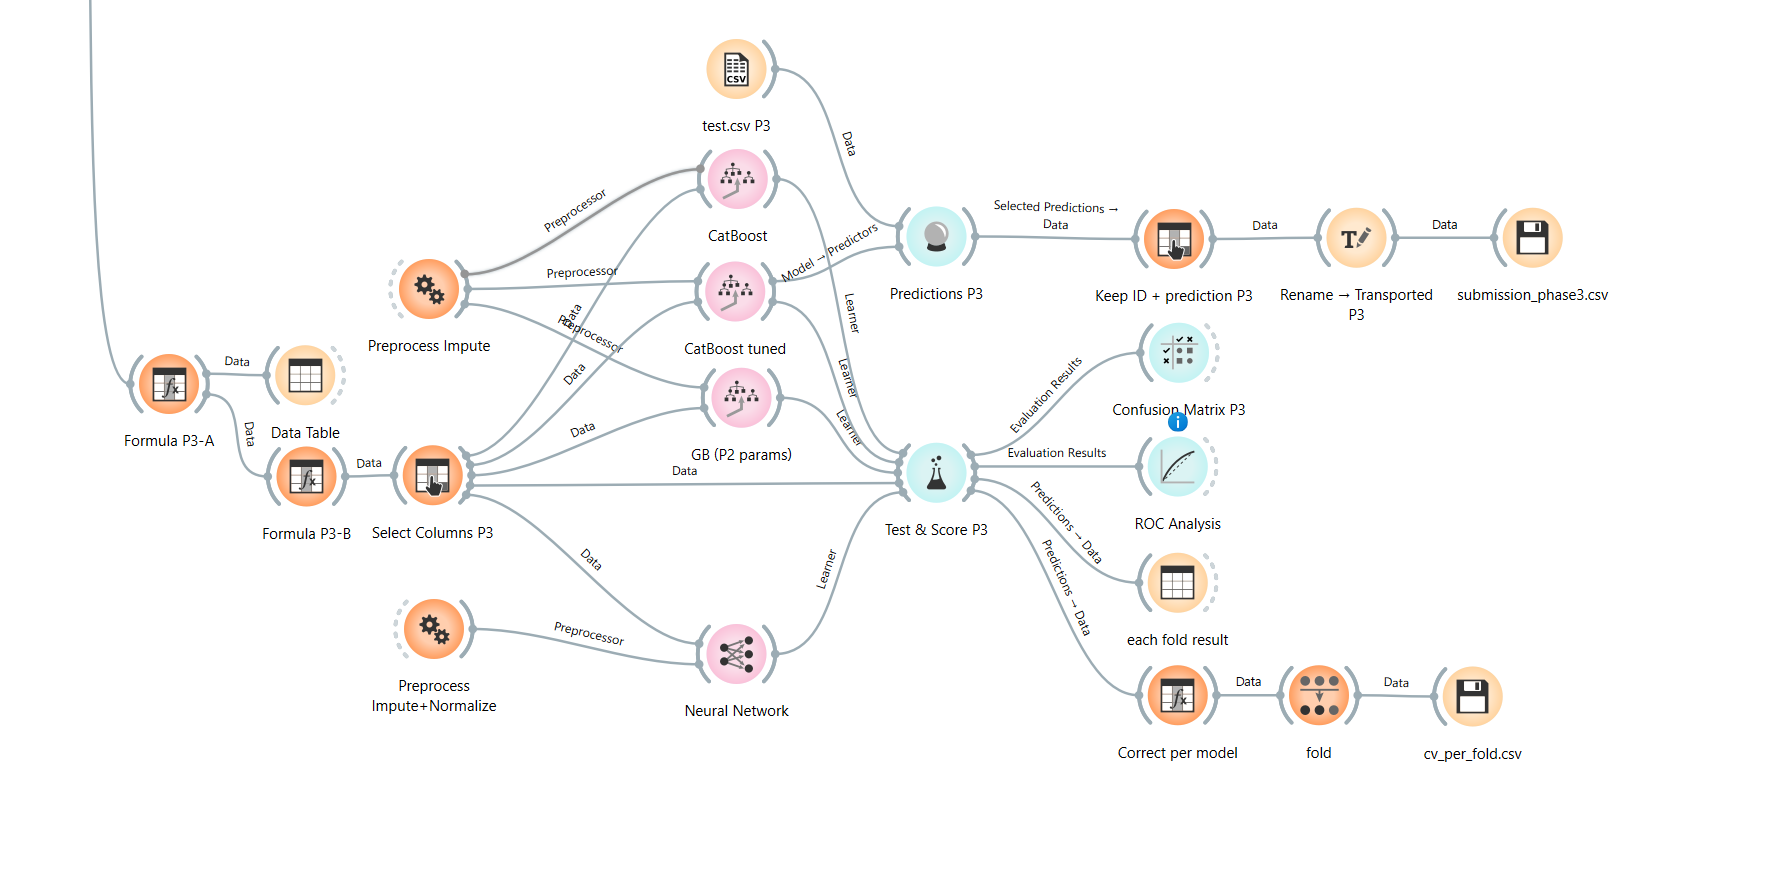 CSV
test.csv P3
Data
Preprocessor
CatBoost
Selected Predictions →
Data
Data
Data
Model → Predictors
Predictions P3
Keep ID + prediction P3
Rename → Transported
P3
submission_phase3.csv
Preprocessor
Preprocess Impute
Data
Preprocessor
CatBoost tuned
Learner
Learner
Learner
Data
Data
Formula P3-A
Data Table
Data
GB (P2 params)
Evaluation Results
Confusion Matrix P3
i
Data
Data
Formula P3-B
Select Columns P3
Data
Test & Score P3
Evaluation Results
ROC Analysis
Predictions → Data
Predictions → Data
each fold result
Data
Learner
Preprocessor
Preprocess
Impute+Normalize
Neural Network
Data
Data
Correct per model
fold
cv_per_fold.csv